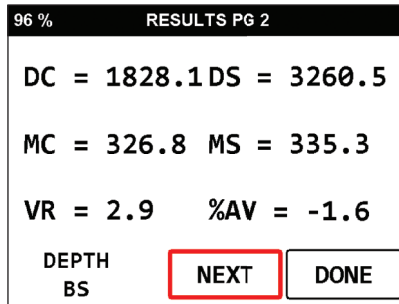 96 % RESULTS PG 2
DC = 1828.1 DS = 3260.5
MC = 326.8 MS = 335.3
VR = 2.9 %AV = -1.6
DEPTH
BS NEXT DONE